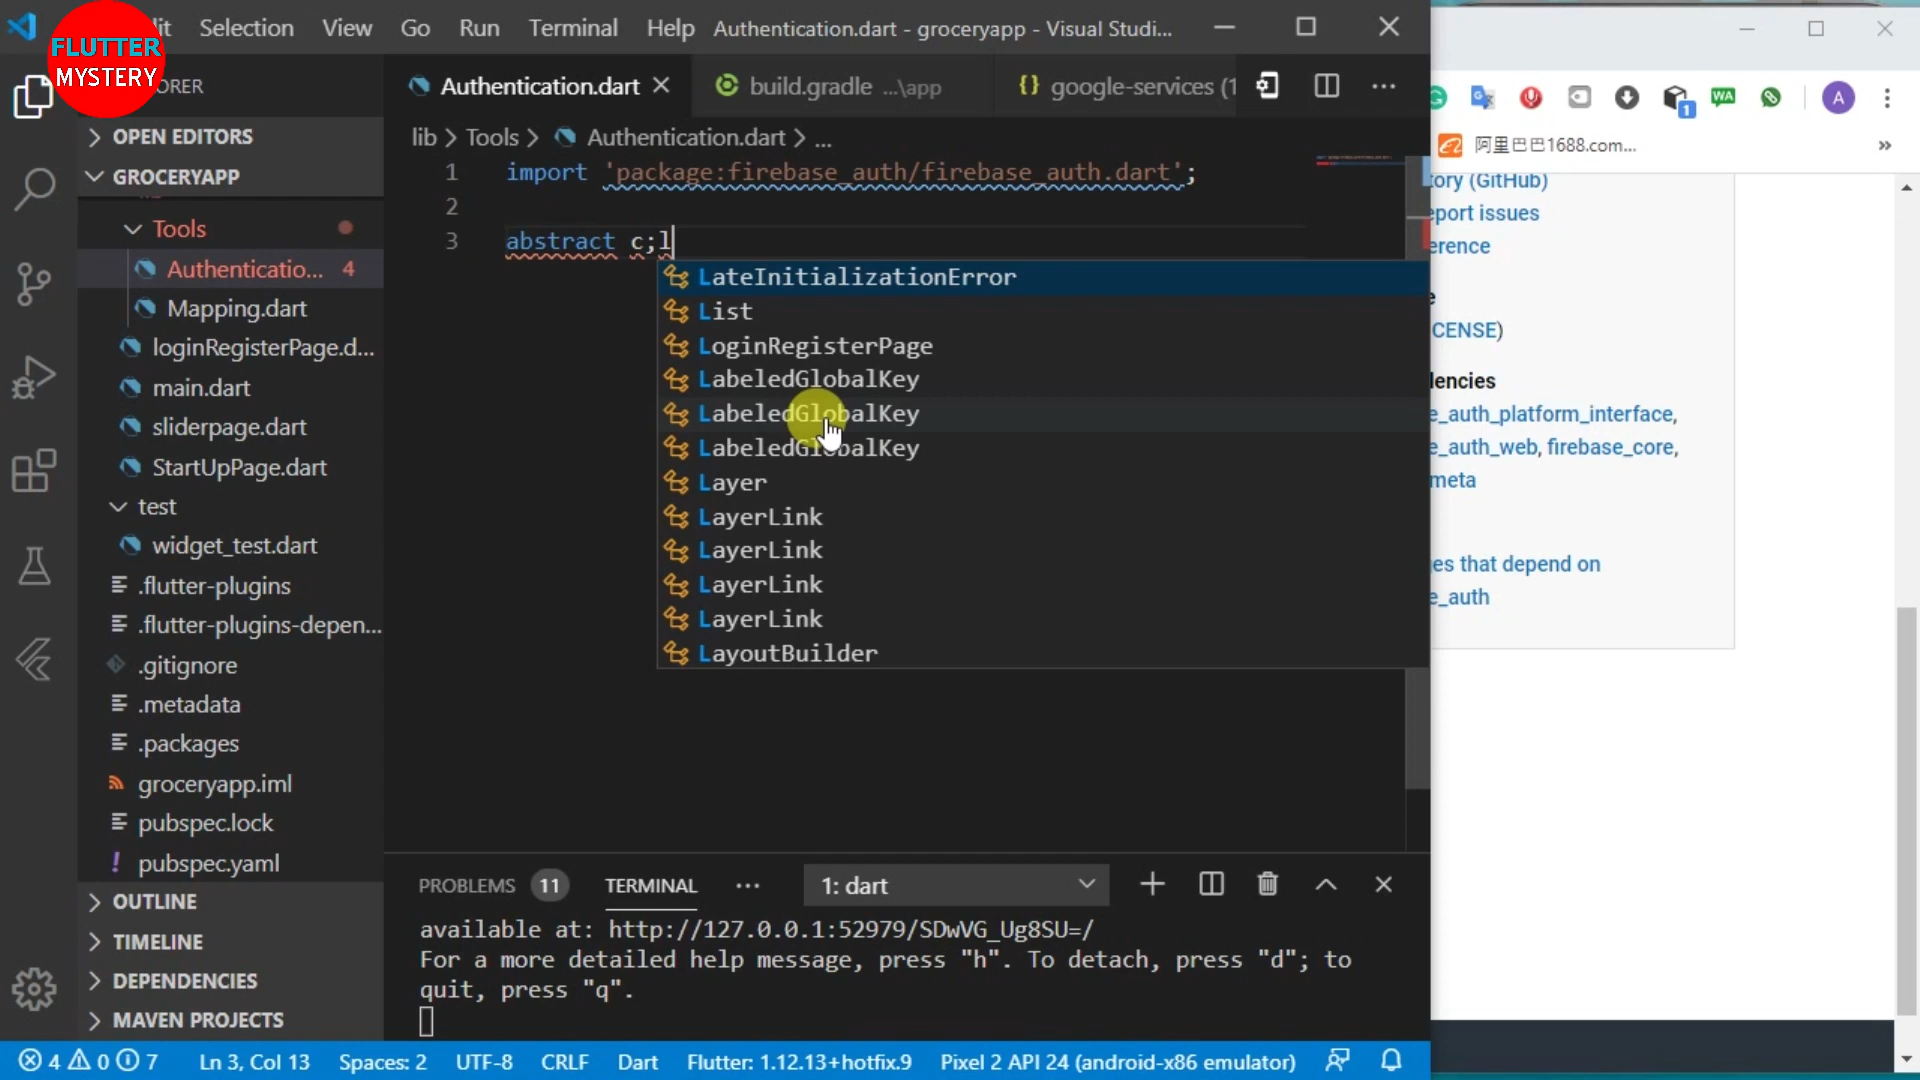 FLUTTER
MYSTERY
Selection View Go Run Terminal Help Authentication.dart - groceryapp - Visual Studi...
Authentication.dart build.gradle ...\app google-services (1
OPEN EDITORS
lib > Tools > Authentication.dart > ...
GROCERYAPP
1 import 'package:firebase_auth/firebase_auth.dart';
2
3 abstract c;l
Tools
Authenticatio... 4
Mapping.dart
loginRegisterPage.d...
main.dart
sliderpage.dart
StartUpPage.dart
test
widget_test.dart
.flutter-plugins
.flutter-plugins-depen...
.gitignore
.metadata
.packages
groceryapp.iml
pubspec.lock
pubspec.yaml
OUTLINE
TIMELINE
DEPENDENCIES
MAVEN PROJECTS
LateInitializationError
List
LoginRegisterPage
LabeledGlobalKey
LabeledGlobalKey
LabeledGlobalKey
Layer
LayerLink
LayerLink
LayerLink
LayerLink
LayoutBuilder
PROBLEMS 11 TERMINAL ... 1: dart
available at: http://127.0.0.1:52979/SDwVG_Ug8SU=/
For a more detailed help message, press "h". To detach, press "d"; to
quit, press "q".
4 0 7 Ln 3, Col 13 Spaces: 2 UTF-8 CRLF Dart Flutter: 1.12.13+hotfix.9 Pixel 2 API 24 (android-x86 emulator)
WA
1
A
阿里巴巴1688.com...
»
tory (GitHub)
eport issues
erence
e
ICENSE)
dencies
e_auth_platform_interface,
e_auth_web, firebase_core,
meta
es that depend on
e_auth